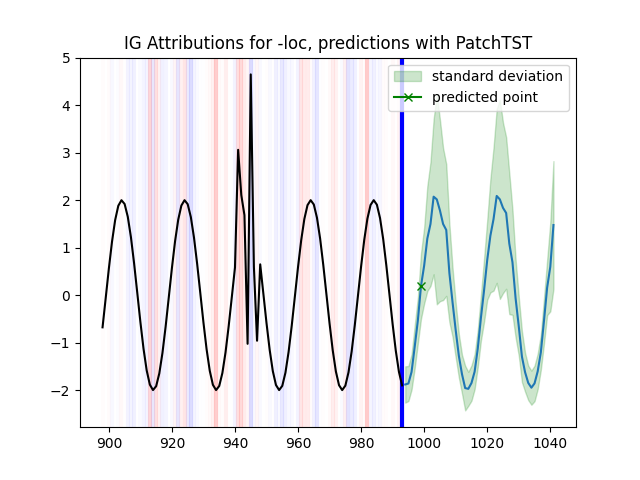 IG Attributions for -loc, predictions with PatchTST
standard deviation
predicted point
5
4
3
2
1
0
−1
−2
900 920 940 960 980 1000 1020 1040